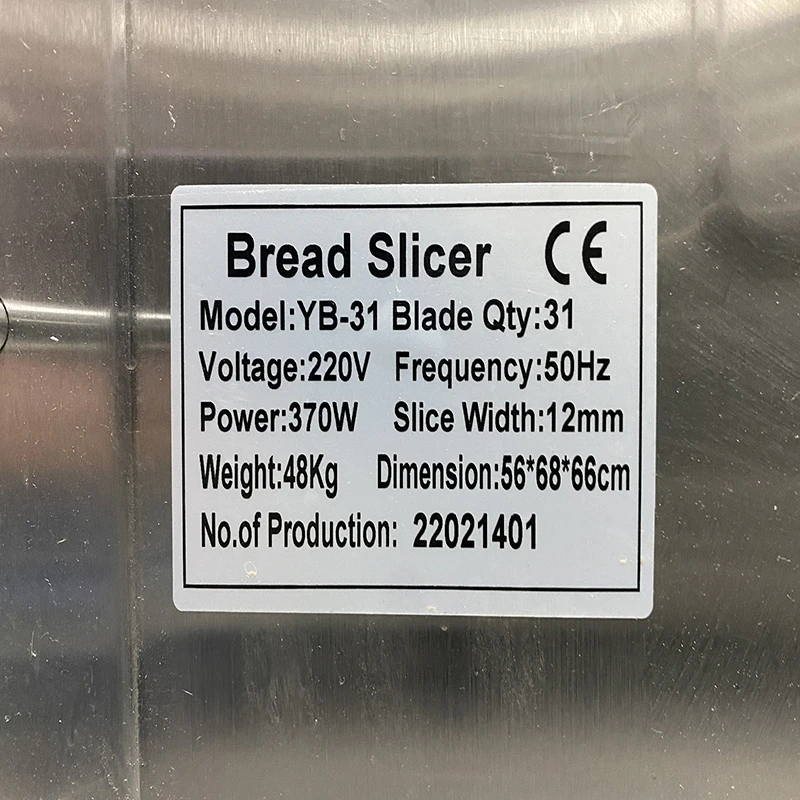 Bread Slicer CE
Model:YB-31 Blade Qty:31
Voltage:220V Frequency:50Hz
Power:370W Slice Width:12mm
Weight:48Kg Dimension:56*68*66cm
No.of Production: 22021401